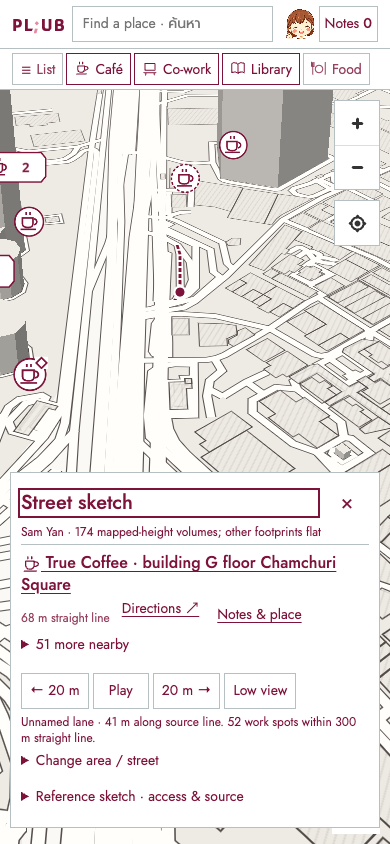 PL;UB
Find a place · ค้นหา
Notes 0
≡ List
Café
Co-work
Library
Food
2
+
−
Street sketch
×
Sam Yan · 174 mapped-height volumes; other footprints flat
True Coffee · building G floor Chamchuri
Square
68 m straight line
Directions ↗
Notes & place
▶ 51 more nearby
← 20 m
Play
20 m →
Low view
Unnamed lane · 41 m along source line. 52 work spots within 300
m straight line.
▶ Change area / street
▶ Reference sketch · access & source